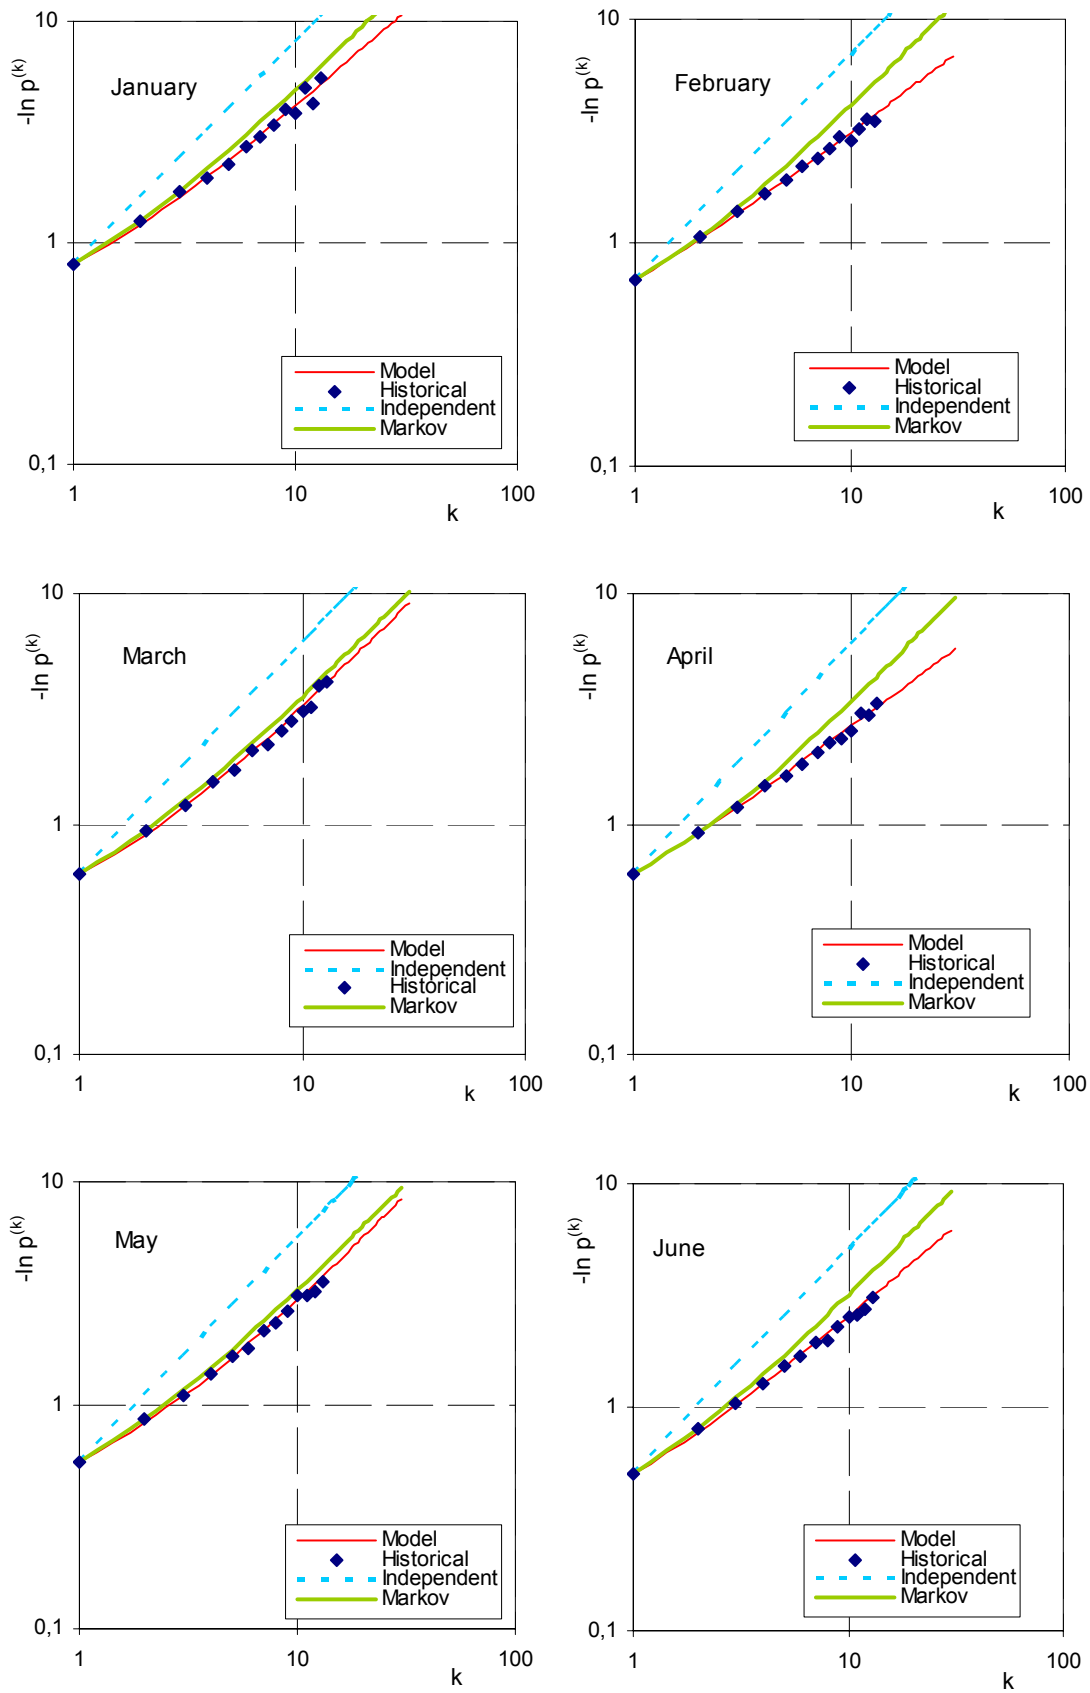 10
1
0,1
-ln p(k)
January
Model
Historical
Independent
Markov
1
10
100
k
10
1
0,1
-ln p(k)
February
Model
Historical
Independent
Markov
1
10
100
k
10
1
0,1
-ln p(k)
March
Model
Independent
Historical
Markov
1
10
100
k
10
1
0,1
-ln p(k)
April
Model
Historical
Independent
Markov
1
10
100
k
10
1
0,1
-ln p(k)
May
Model
Historical
Independent
Markov
1
10
100
k
10
1
0,1
-ln p(k)
June
Model
Historical
Independent
Markov
1
10
100
k